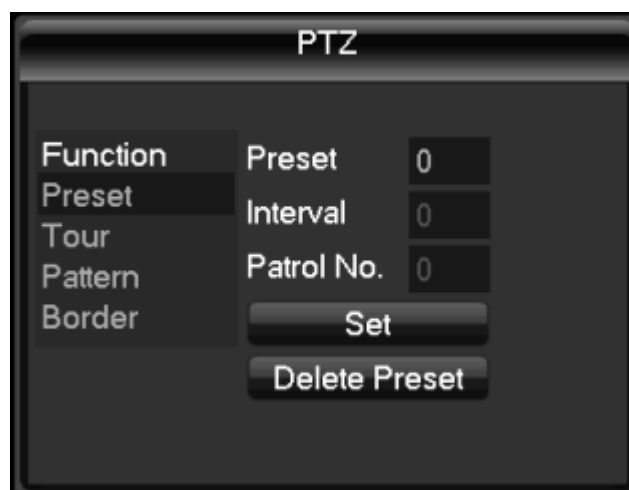 PTZ
Function
Preset
Tour
Pattern
Border
Preset 0
Interval 0
Patrol No. 0
Set
Delete Preset